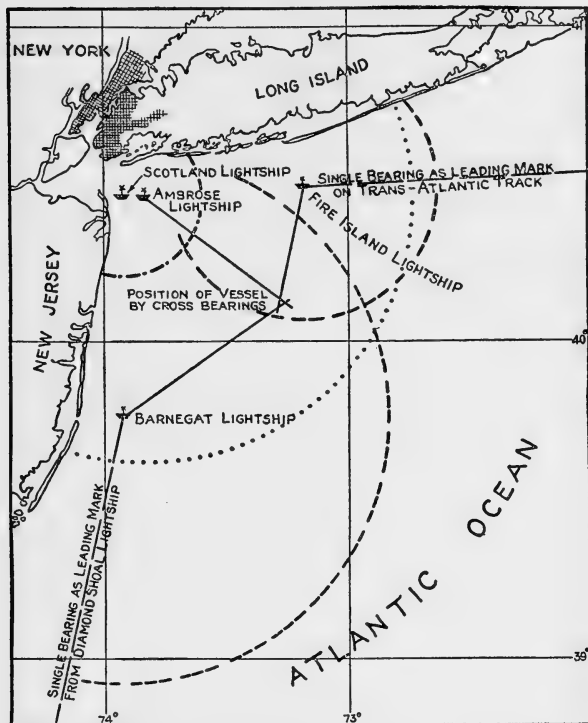 41°
NEW YORK
LONG ISLAND
SCOTLAND LIGHTSHIP
AMBROSE
LIGHTSHIP
SINGLE BEARING AS LEADING MARK
ON TRANS-ATLANTIC TRACK
FIRE ISLAND LIGHTSHIP
NEW JERSEY
POSITION OF VESSEL
BY CROSS BEARINGS
40°
BARNEGAT LIGHTSHIP
SINGLE BEARING AS LEADING MARK
FROM DIAMOND SHOAL LIGHTSHIP
ATLANTIC OCEAN
39°
74°
73°